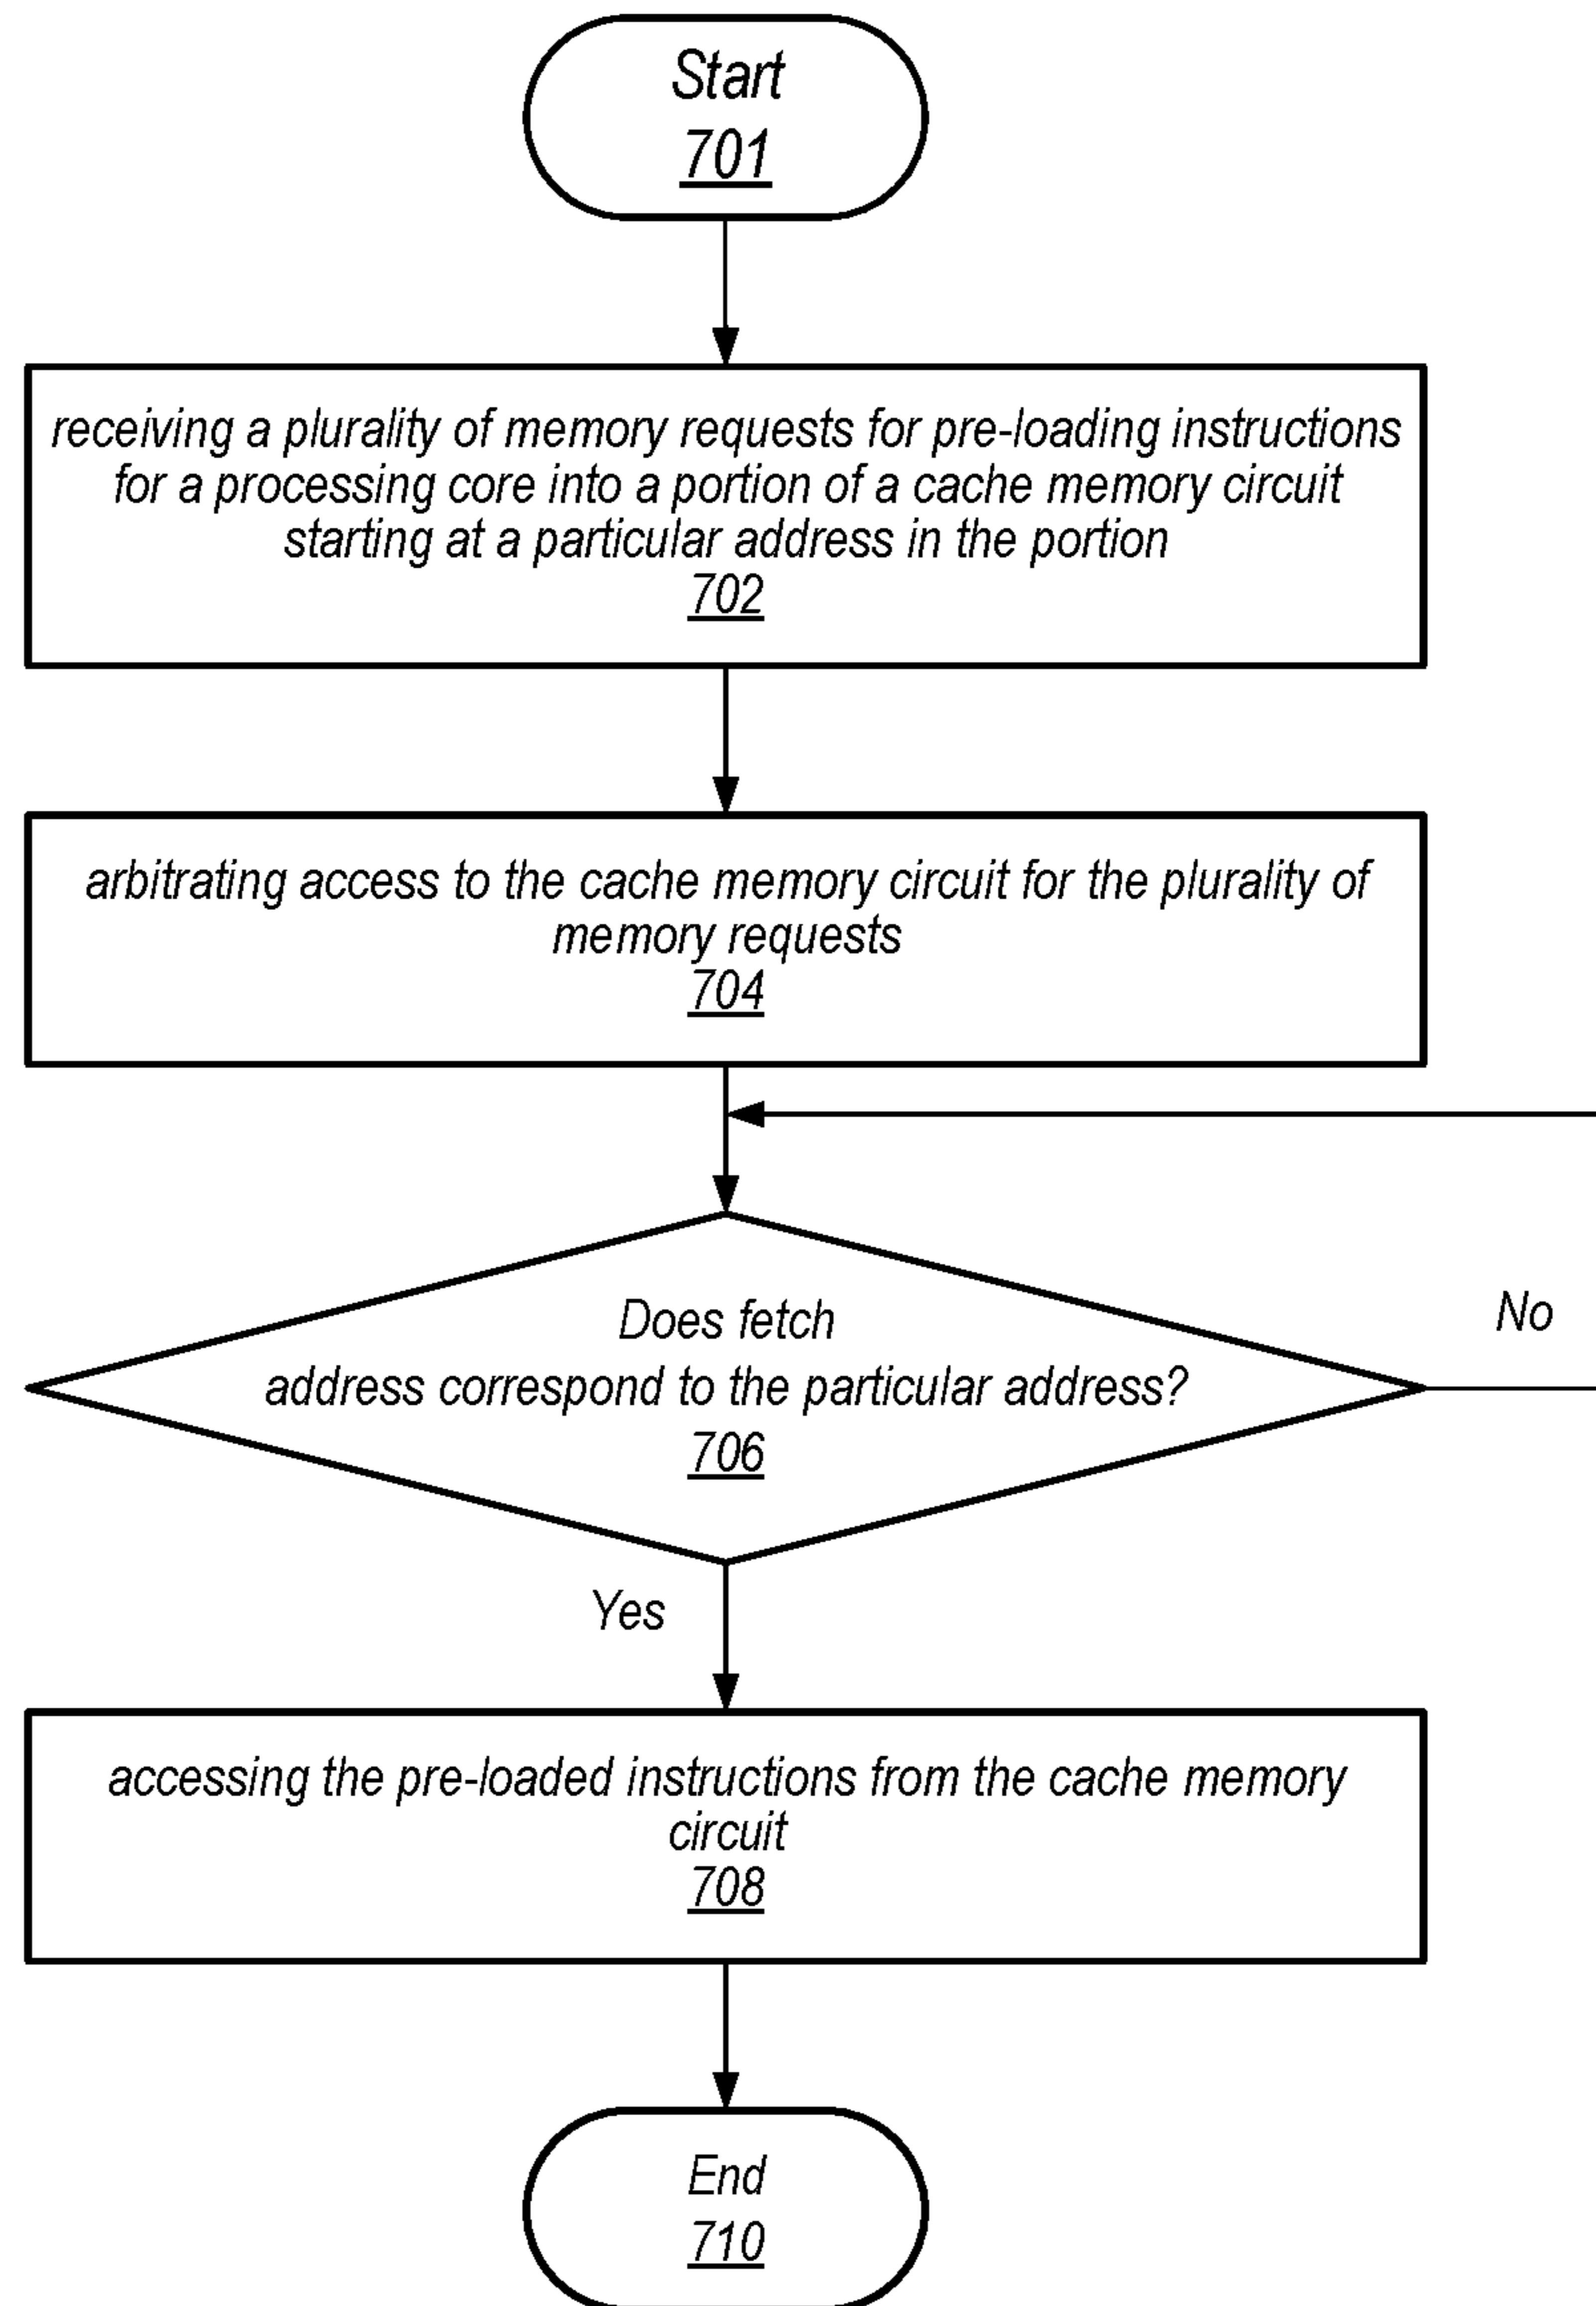 Start
701
receiving a plurality of memory requests for pre-loading instructions
for a processing core into a portion of a cache memory circuit
starting at a particular address in the portion
702
arbitrating access to the cache memory circuit for the plurality of
memory requests
704
Does fetch
address correspond to the particular address?
706
No
Yes
accessing the pre-loaded instructions from the cache memory
circuit
708
End
710